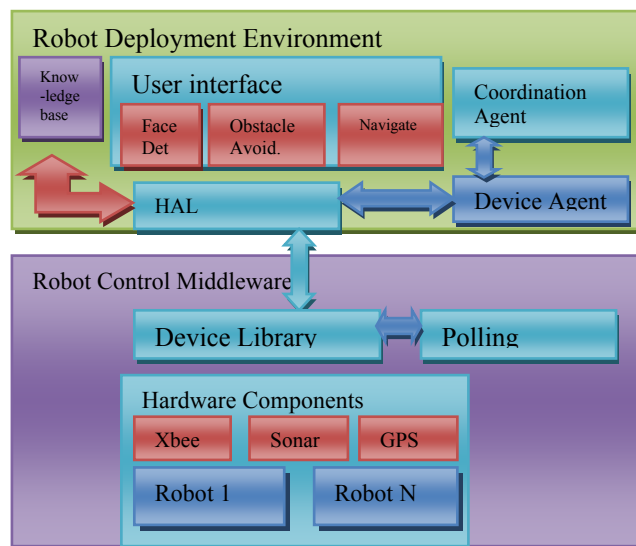 Robot Deployment Environment
Know
-ledge
base
User interface
Face
Det
Obstacle
Avoid.
Navigate
Coordination
Agent
HAL
Device Agent
Robot Control Middleware
Device Library
Polling
Hardware Components
Xbee
Sonar
GPS
Robot 1
Robot N